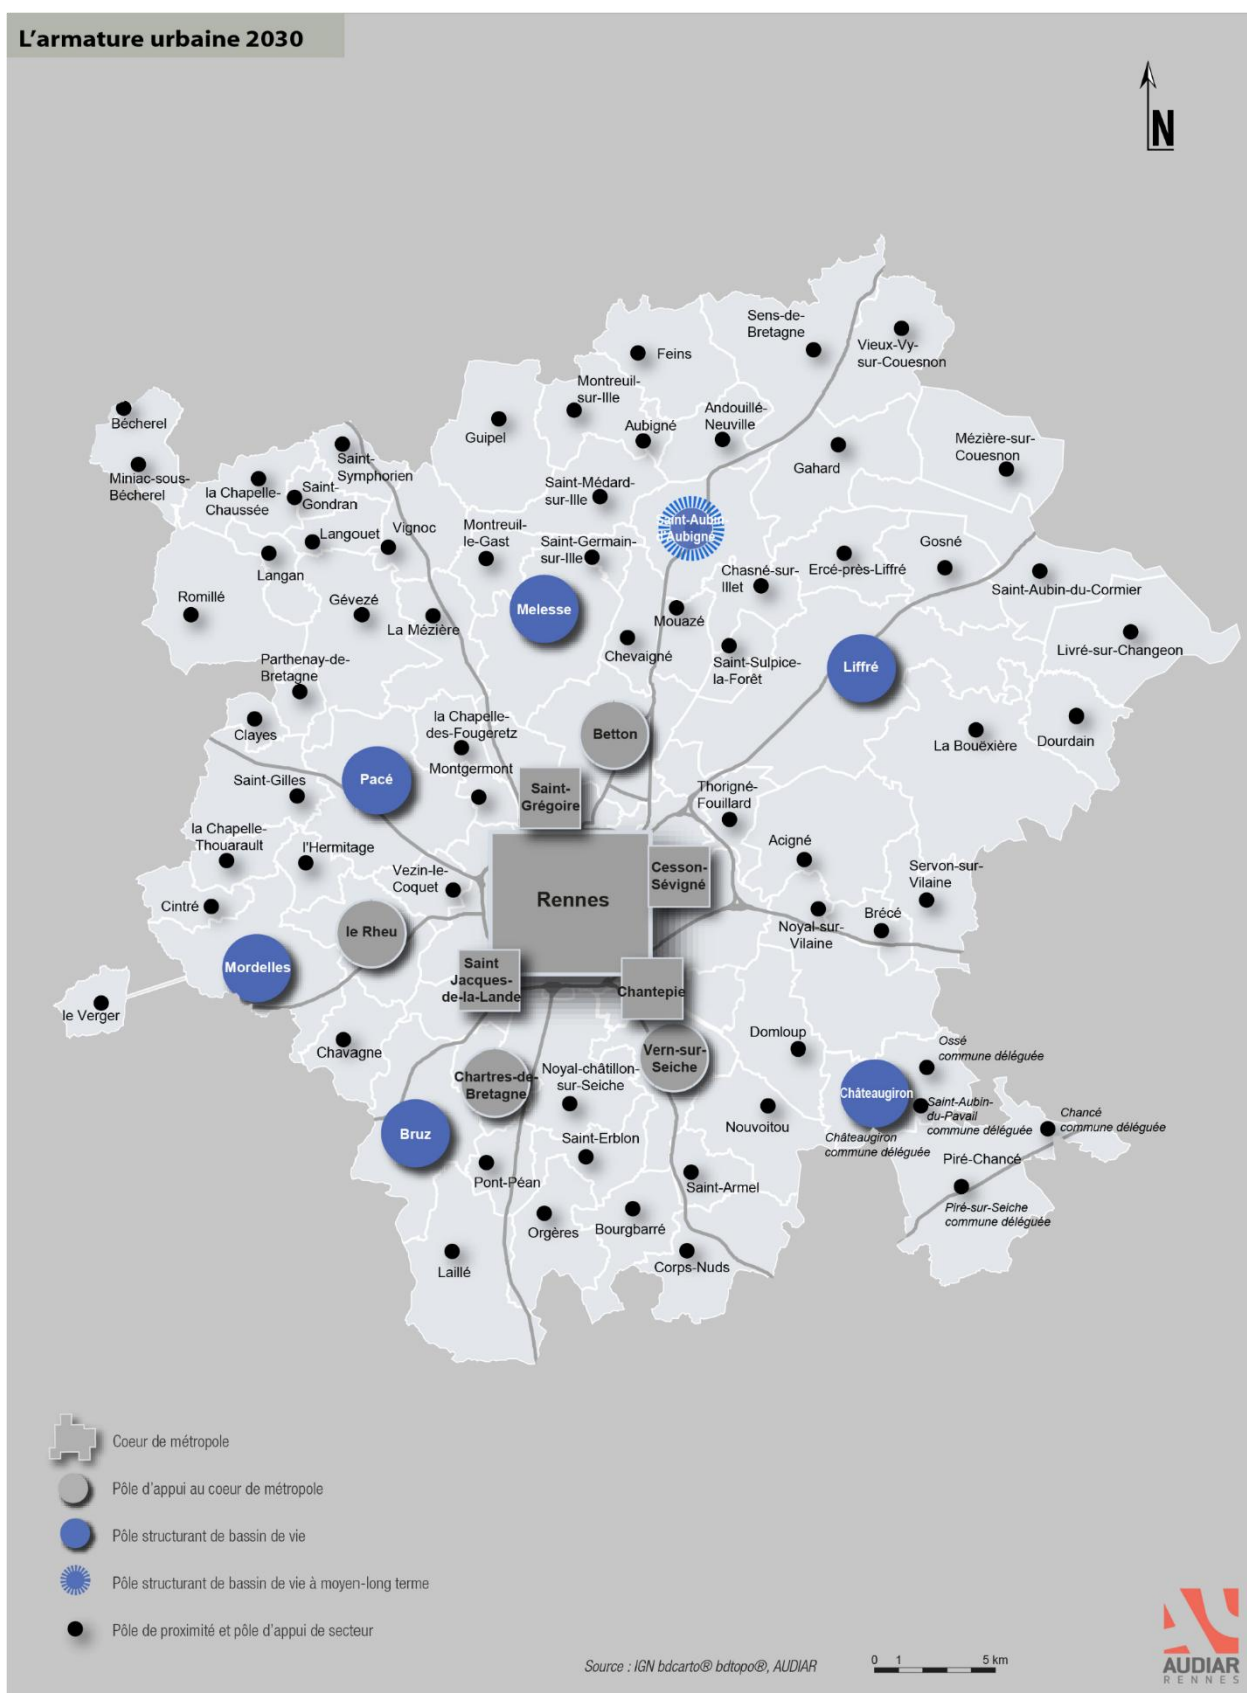 L'armature urbaine 2030
N
Sens-de-
Bretagne
Vieux-Vy-
sur-Couesnon
Feins
Montreuil-
sur-Ille
Andouillé-
Neuville
Bécherel
Guipel
Aubigné
Mézière-sur-
Couesnon
Saint-
Symphorien
Gahard
Miniac-sous-
Bécherel
la Chapelle-
Chaussée
Saint-
Gondran
Saint-Médard-
sur-Ille
Saint-Aubin-
d'Aubigné
Langouet
Vignoc
Montreuil-
le-Gast
Saint-Germain-
sur-Ille
Gosné
Langan
Chasné-sur-
Illet
Ercé-près-Liffré
Saint-Aubin-du-Cormier
Romillé
Gévezé
La Mézière
Melesse
Mouazé
Chevaigné
Saint-Sulpice-
la-Forêt
Liffré
Livré-sur-Changeon
Parthenay-de-
Bretagne
Clayes
la Chapelle-
des-Fougeretz
Betton
La Bouëxière
Dourdain
Montgermont
Pacé
Saint-Gilles
Saint-
Grégoire
Thorigné-
Fouillard
la Chapelle-
Thouarault
l'Hermitage
Acigné
Vezin-le-
Coquet
Cesson-
Sévigné
Servon-sur-
Vilaine
Rennes
Cintré
Brécé
le Rheu
Noyal-sur-
Vilaine
Mordelles
Saint
Jacques-
de-la-Lande
Chantepie
le Verger
Chavagne
Domloup
Ossé
commune déléguée
Vern-sur-
Seiche
Noyal-châtillon-
sur-Seiche
Chartres-de-
Bretagne
Châteaugiron
Saint-Aubin-
du-Pavail
commune déléguée
Chancé
commune déléguée
Nouvoitou
Bruz
Saint-Erblon
Châteaugiron
commune déléguée
Piré-Chancé
Pont-Péan
Saint-Armel
Piré-sur-Seiche
commune déléguée
Orgères
Bourgbarré
Laillé
Corps-Nuds
Coeur de métropole
Pôle d'appui au coeur de métropole
Pôle structurant de bassin de vie
Pôle structurant de bassin de vie à moyen-long terme
Pôle de proximité et pôle d'appui de secteur
Source : IGN bdcarto® bdtopo®, AUDIAR
0 1 5 km
AUDIAR
RENNES